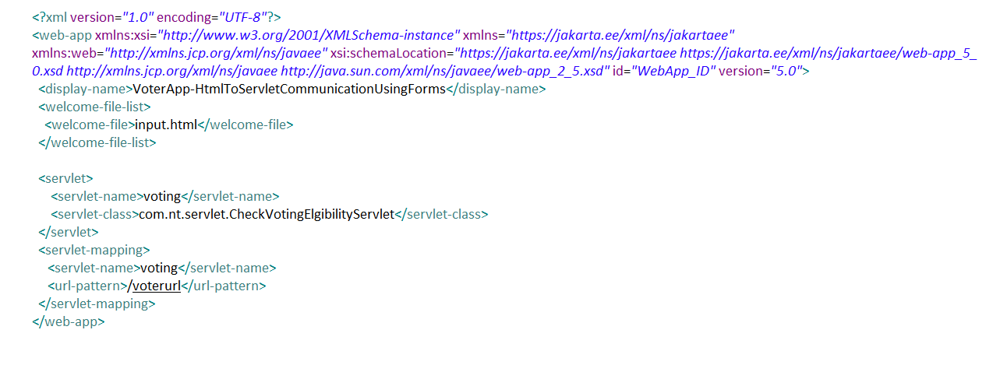 <?xml version="1.0" encoding="UTF-8"?>
<web-app xmlns:xsi="http://www.w3.org/2001/XMLSchema-instance" xmlns="https://jakarta.ee/xml/ns/jakartaee"
xmlns:web="http://xmlns.jcp.org/xml/ns/javaee" xsi:schemaLocation="https://jakarta.ee/xml/ns/jakartaee https://jakarta.ee/xml/ns/jakartaee/web-app_5_
0.xsd http://xmlns.jcp.org/xml/ns/javaee http://java.sun.com/xml/ns/javaee/web-app_2_5.xsd" id="WebApp_ID" version="5.0">
<display-name>VoterApp-HtmlToServletCommunicationUsingForms</display-name>
<welcome-file-list>
<welcome-file>input.html</welcome-file>
</welcome-file-list>
<servlet>
<servlet-name>voting</servlet-name>
<servlet-class>com.nt.servlet.CheckVotingElgibilityServlet</servlet-class>
</servlet>
<servlet-mapping>
<servlet-name>voting</servlet-name>
<url-pattern>/voterurl</url-pattern>
</servlet-mapping>
</web-app>